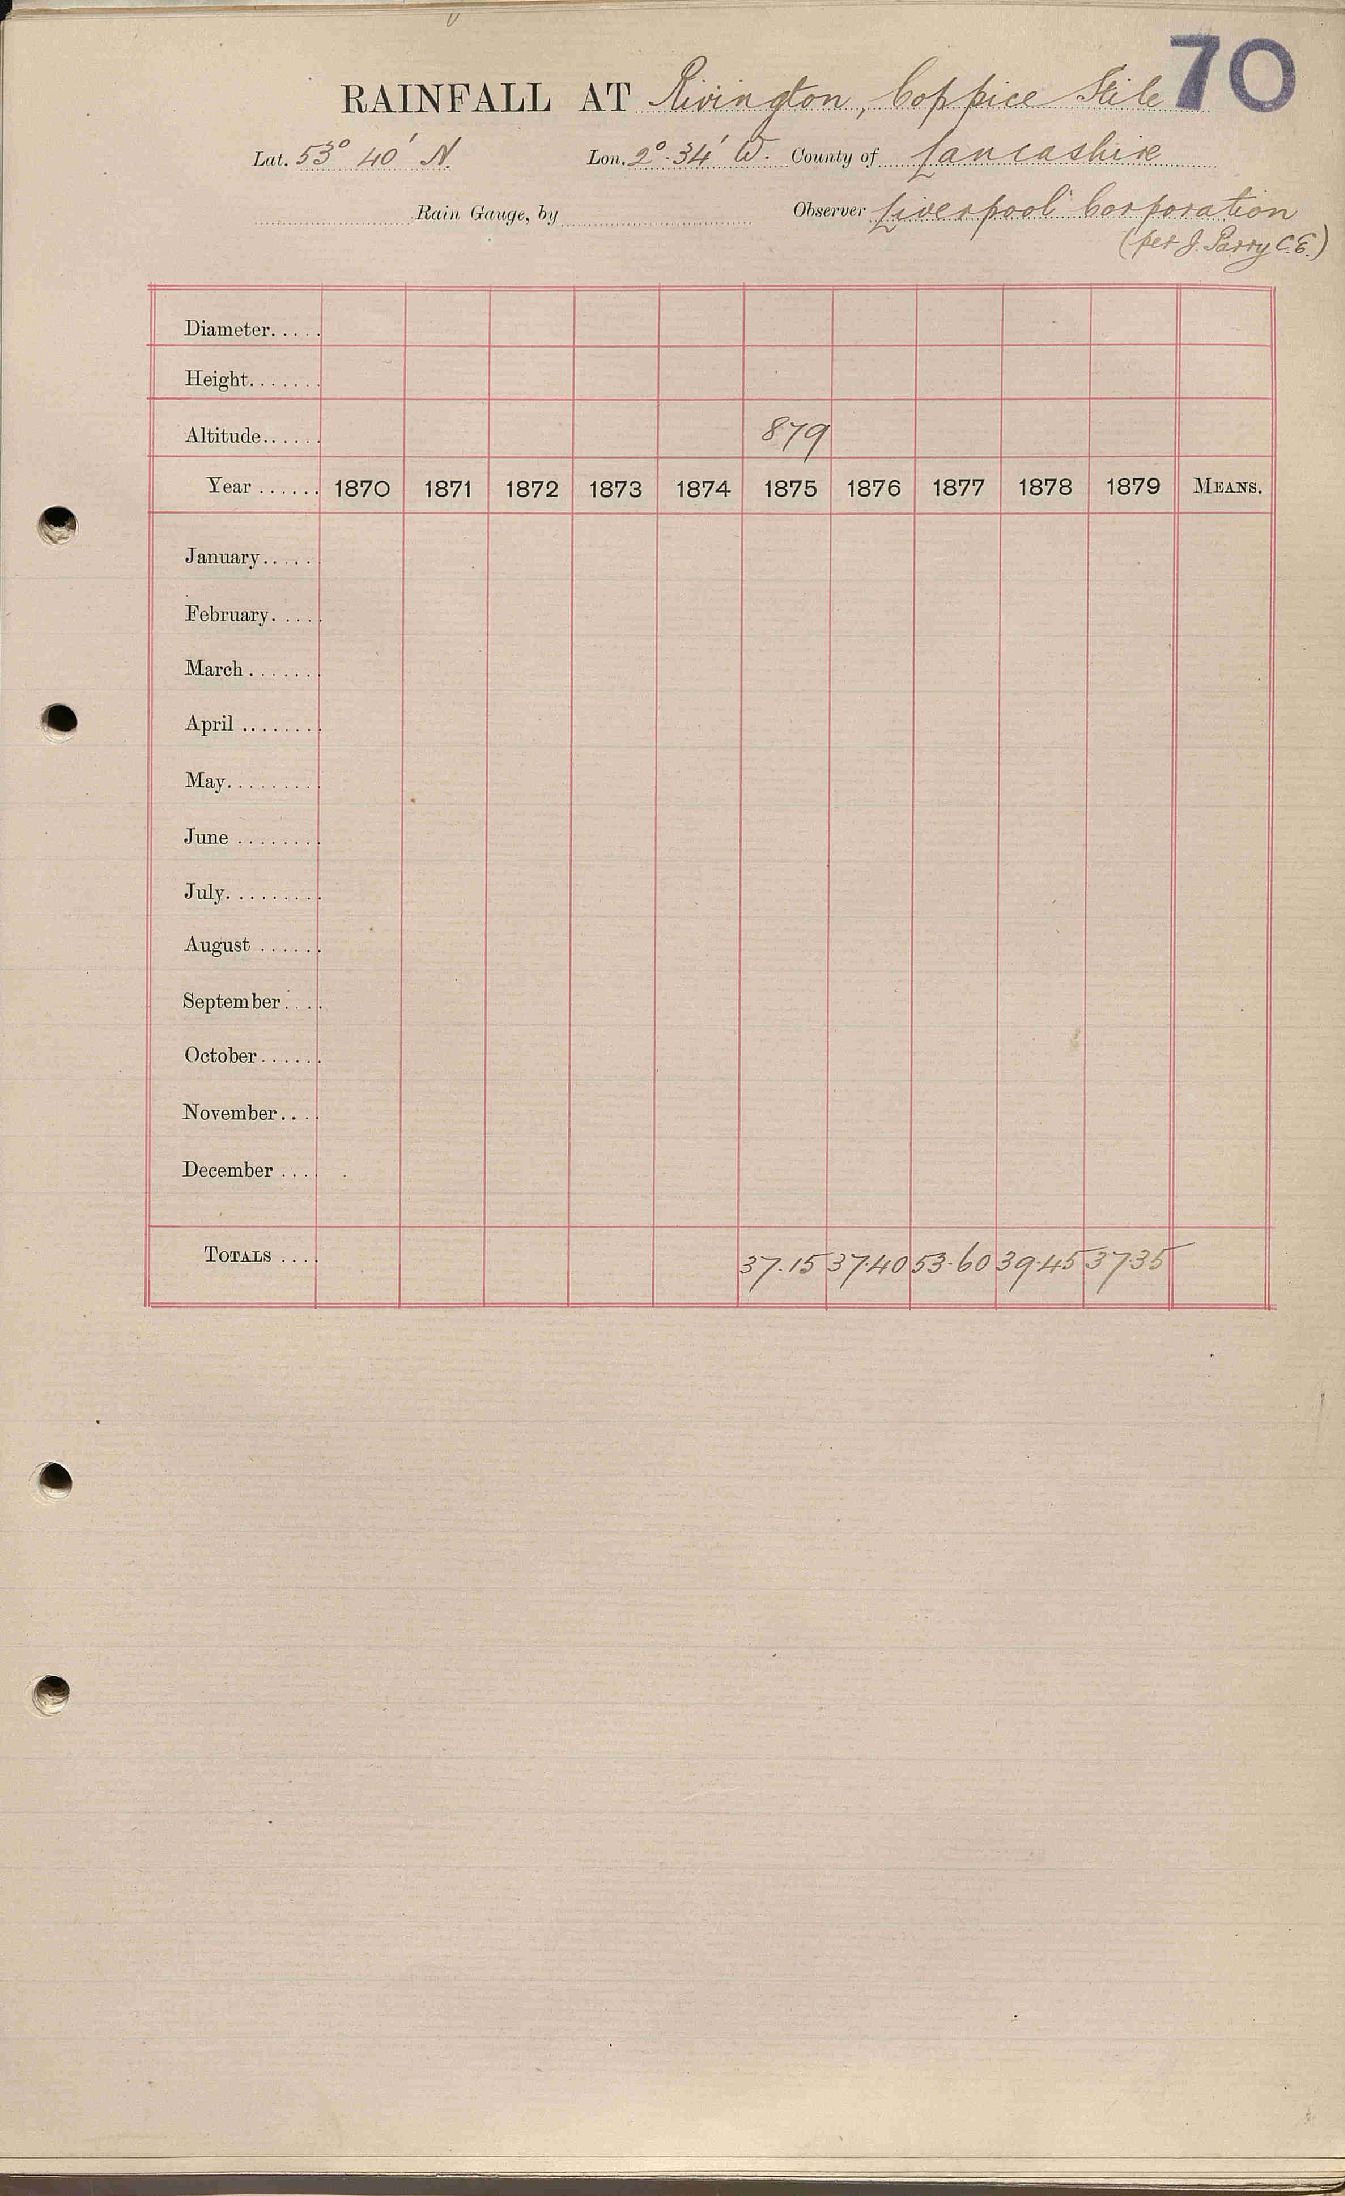 70
RAINFALL AT Rivington, Coppice Stile
Lat. 53° 40' N. Lon. 2°.34' W. County of Lancashire
Rain Gauge, by Observer Liverpool Corporation
(per J. Parry C.E.)
Diameter.....
Height.......
Altitude...... 879
Year ...... 1870 1871 1872 1873 1874 1875 1876 1877 1878 1879 MEANS.
January.....
February.....
March .......
April ........
May.........
June ........
July.........
August ......
September....
October......
November....
December ....
TOTALS .... 37.15 37.40 53.60 39.45 37.35